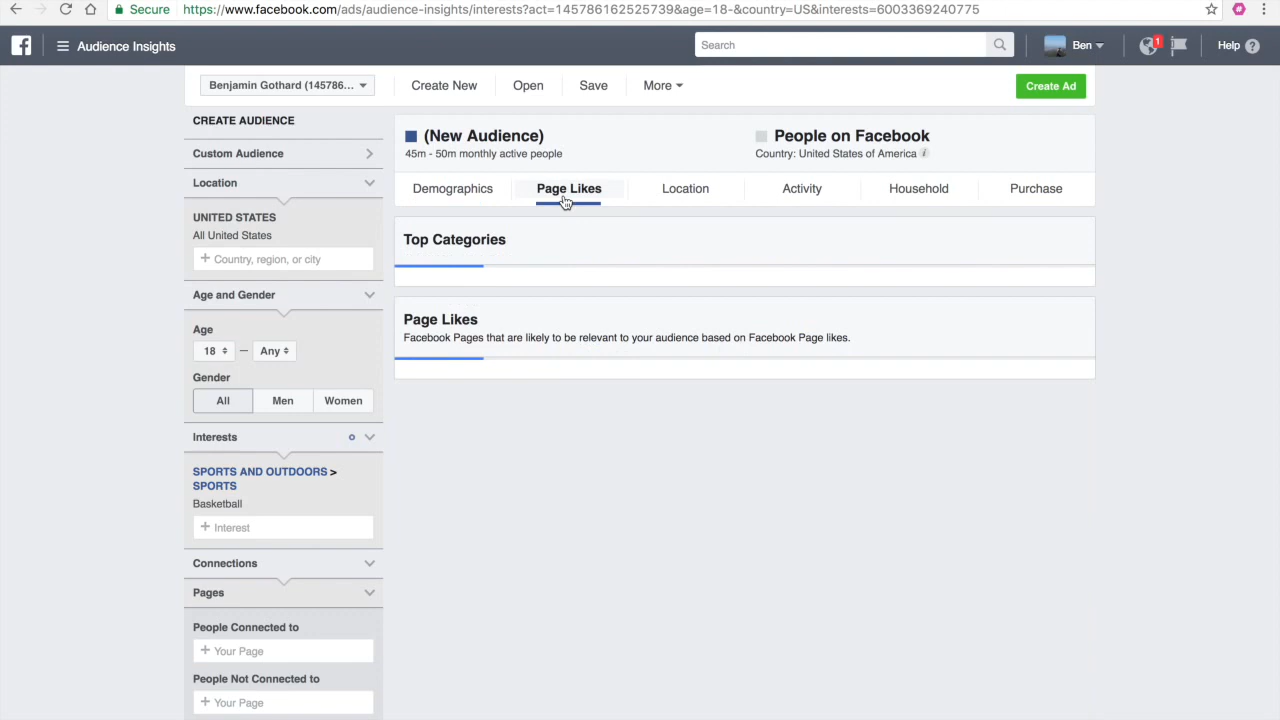 Secure https://www.facebook.com/ads/audience-insights/interests?act=145786162525739&age=18-&country=US&interests=6003369240775
f Audience Insights Search Ben 1 Help ?
Benjamin Gothard (145786... Create New Open Save More Create Ad
CREATE AUDIENCE
Custom Audience
Location
UNITED STATES
All United States
+ Country, region, or city
Age and Gender
Age
18 — Any
Gender
All Men Women
Interests
SPORTS AND OUTDOORS >
SPORTS
Basketball
+ Interest
Connections
Pages
People Connected to
+ Your Page
People Not Connected to
+ Your Page
(New Audience)
45m - 50m monthly active people
People on Facebook
Country: United States of America i
Demographics Page Likes Location Activity Household Purchase
Top Categories
Page Likes
Facebook Pages that are likely to be relevant to your audience based on Facebook Page likes.